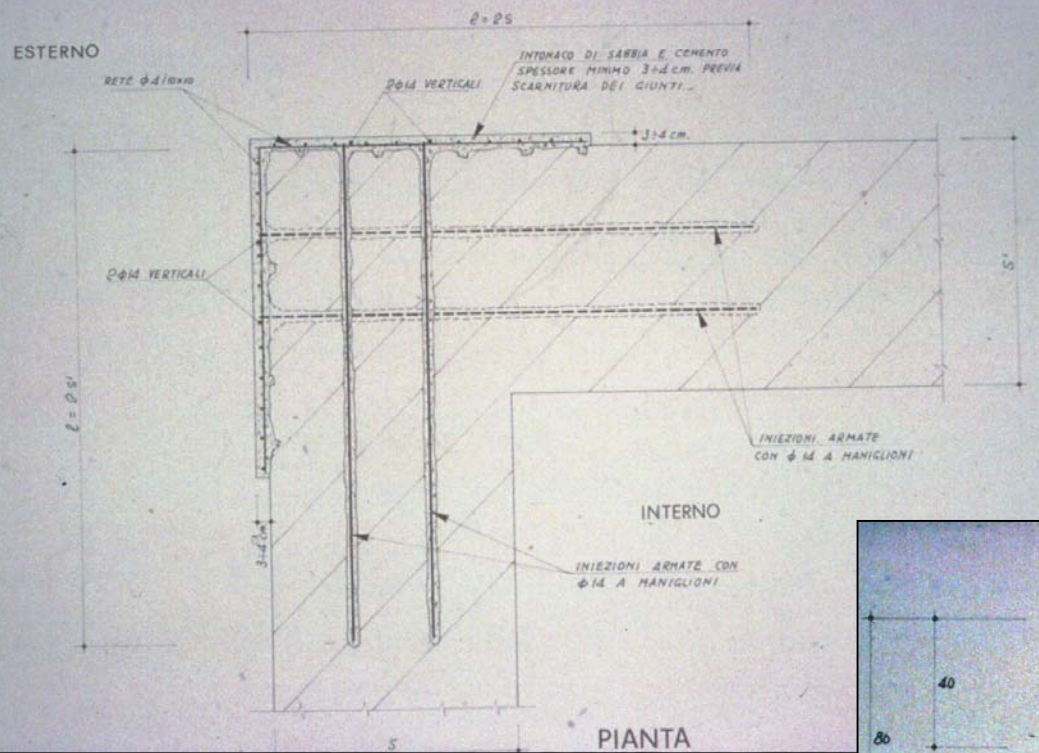 ℓ = 2S
ESTERNO
RETE φ4/10x10
2φ14 VERTICALI
INTONACO DI SABBIA E CEMENTO
SPESSORE MINIMO 3÷4 cm. PREVIA
SCARNITURA DEI GIUNTI
3÷4 cm.
2φ14 VERTICALI
S'
ℓ = 2S'
INIEZIONI ARMATE
CON φ14 A MANIGLIONI
INTERNO
3÷4 cm
INIEZIONI ARMATE CON
φ14 A MANIGLIONI
40
80
S
PIANTA